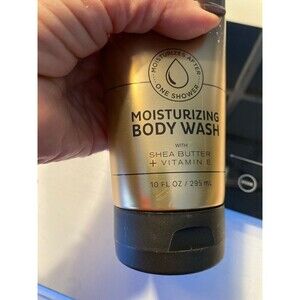 MOISTURIZES AFTER
ONE SHOWER
MOISTURIZING
BODY WASH
WITH
SHEA BUTTER
+ VITAMIN E
10 FL OZ / 295 mL